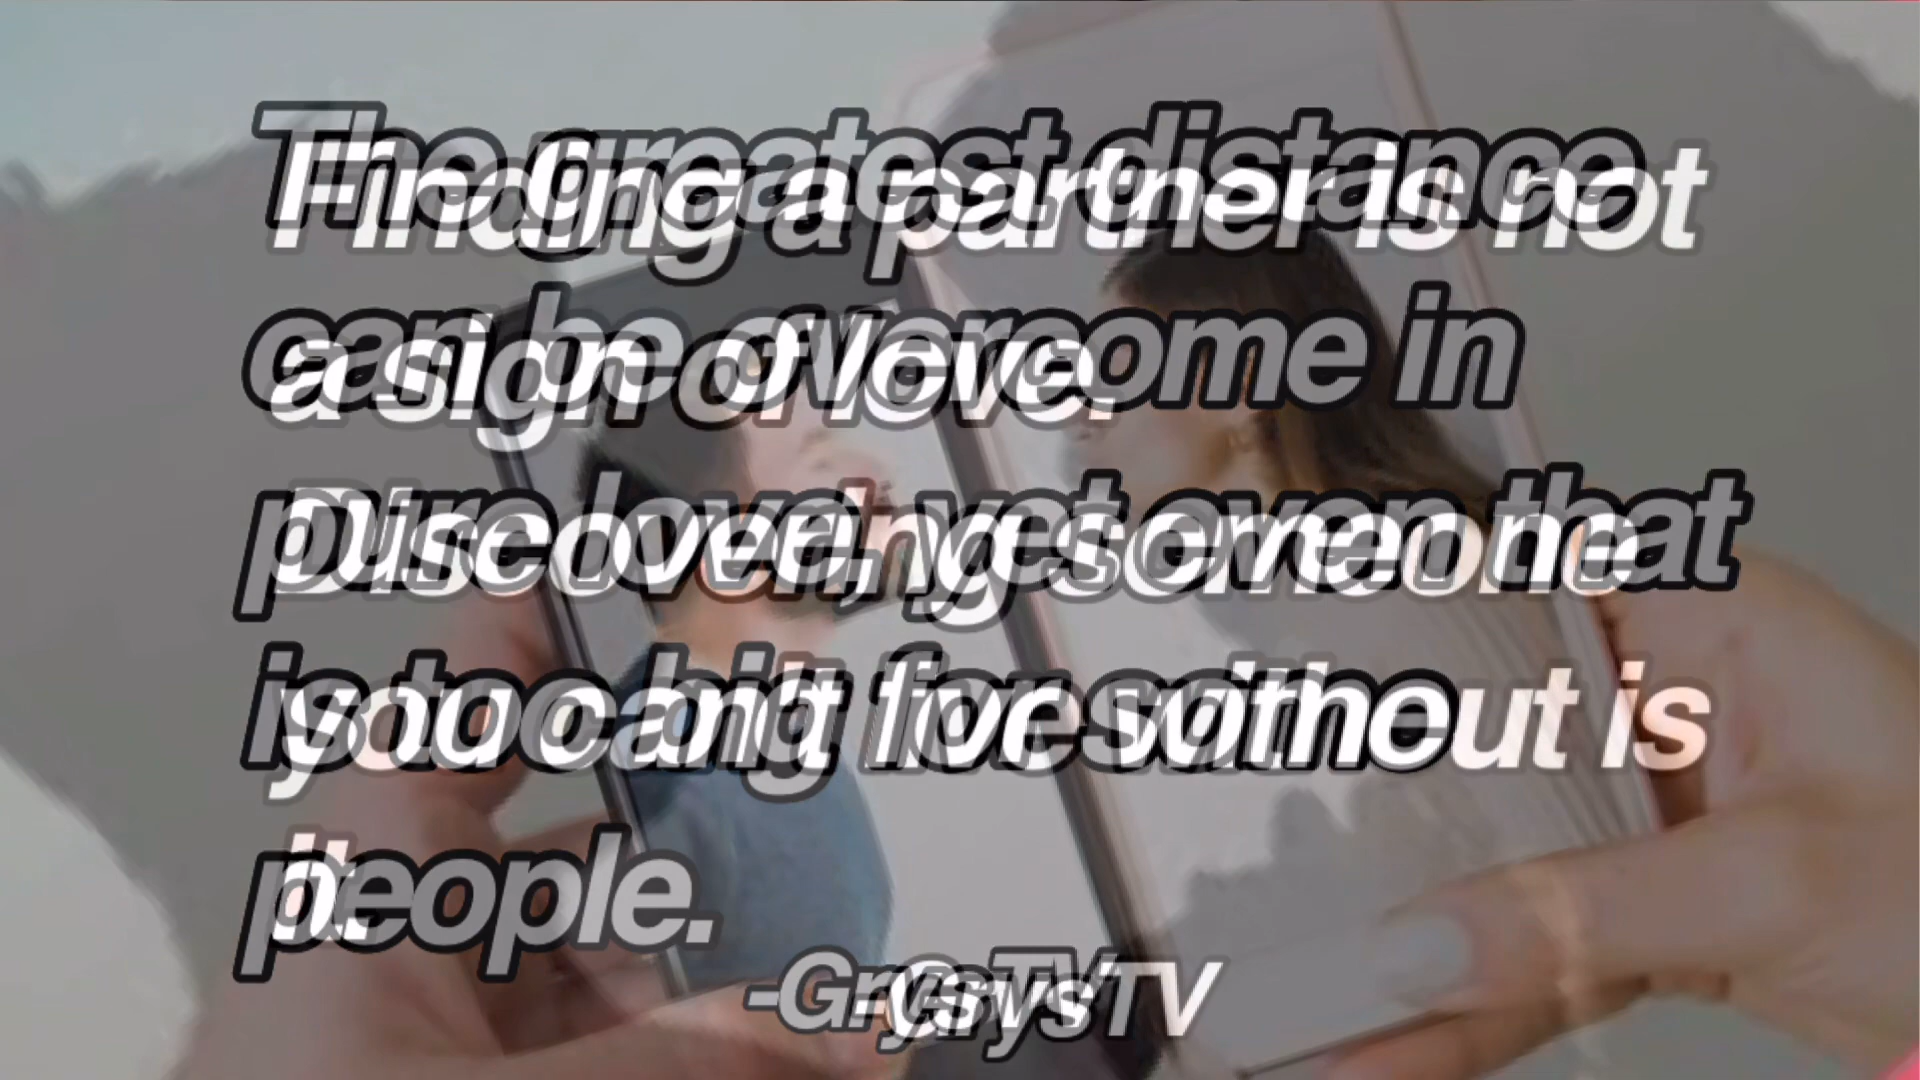 The greatest distance
can be overcome in
pure love, yet even that
is too big for some
people.
-GrysTV
Finding a partner is not
a sign of love.
Discovering someone
you can't live without is
it.
-GrysTV